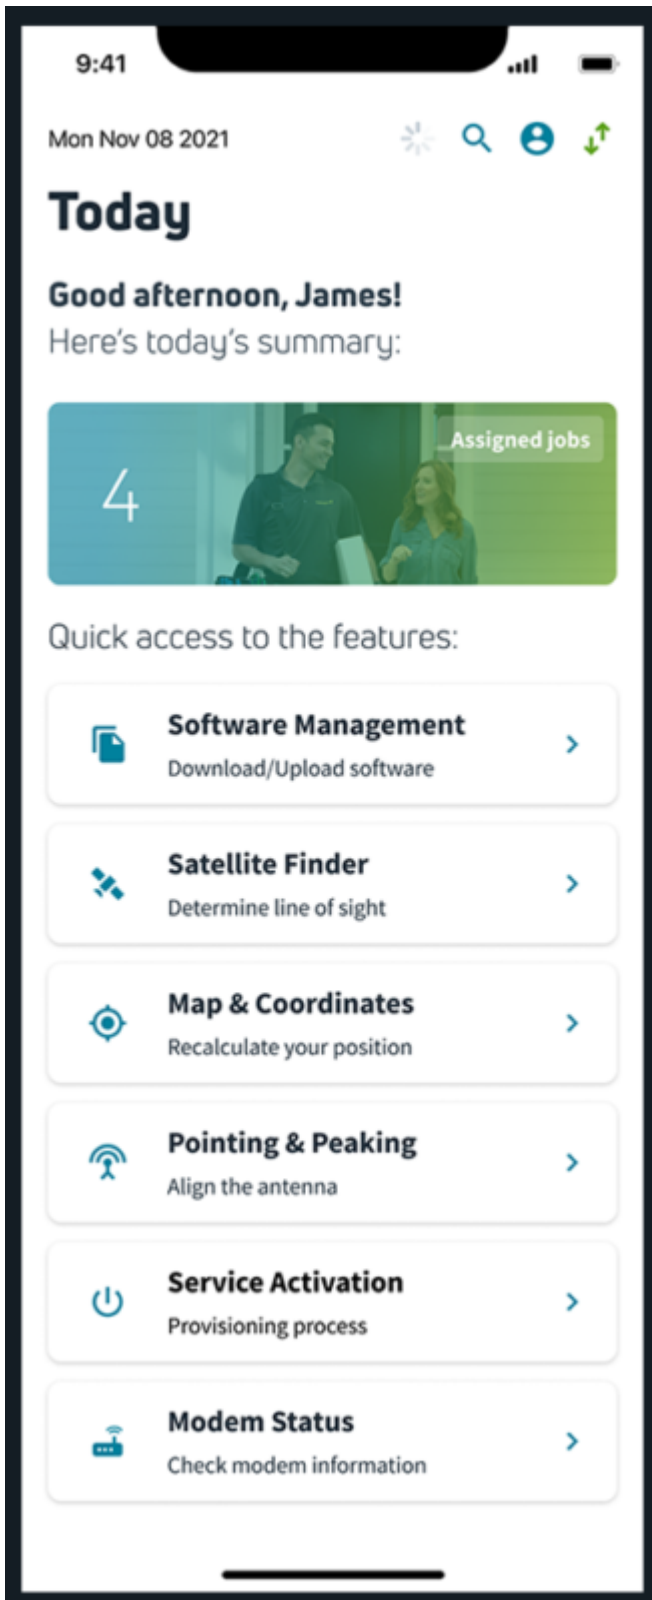 9:41
Mon Nov 08 2021
Today
Good afternoon, James!
Here's today's summary:
4
Assigned jobs
Quick access to the features:
Software Management
Download/Upload software
Satellite Finder
Determine line of sight
Map & Coordinates
Recalculate your position
Pointing & Peaking
Align the antenna
Service Activation
Provisioning process
Modem Status
Check modem information